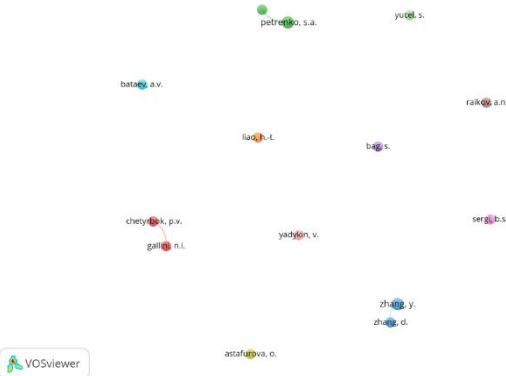 yucel, s.
petrenko, s.a.
bataev, a.v.
raikov, a.n
liao, h.-t.
bag, s.
chetyrbok, p.v.
sergi, b.s
yadykin, v.
gallini, n.i.
zhang, y.
zhang, d.
astafurova, o.
VOSviewer